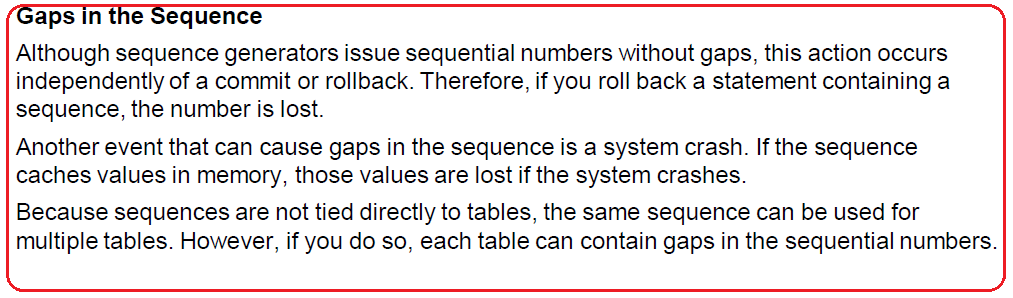 Gaps in the Sequence
Although sequence generators issue sequential numbers without gaps, this action occurs
independently of a commit or rollback. Therefore, if you roll back a statement containing a
sequence, the number is lost.
Another event that can cause gaps in the sequence is a system crash. If the sequence
caches values in memory, those values are lost if the system crashes.
Because sequences are not tied directly to tables, the same sequence can be used for
multiple tables. However, if you do so, each table can contain gaps in the sequential numbers.